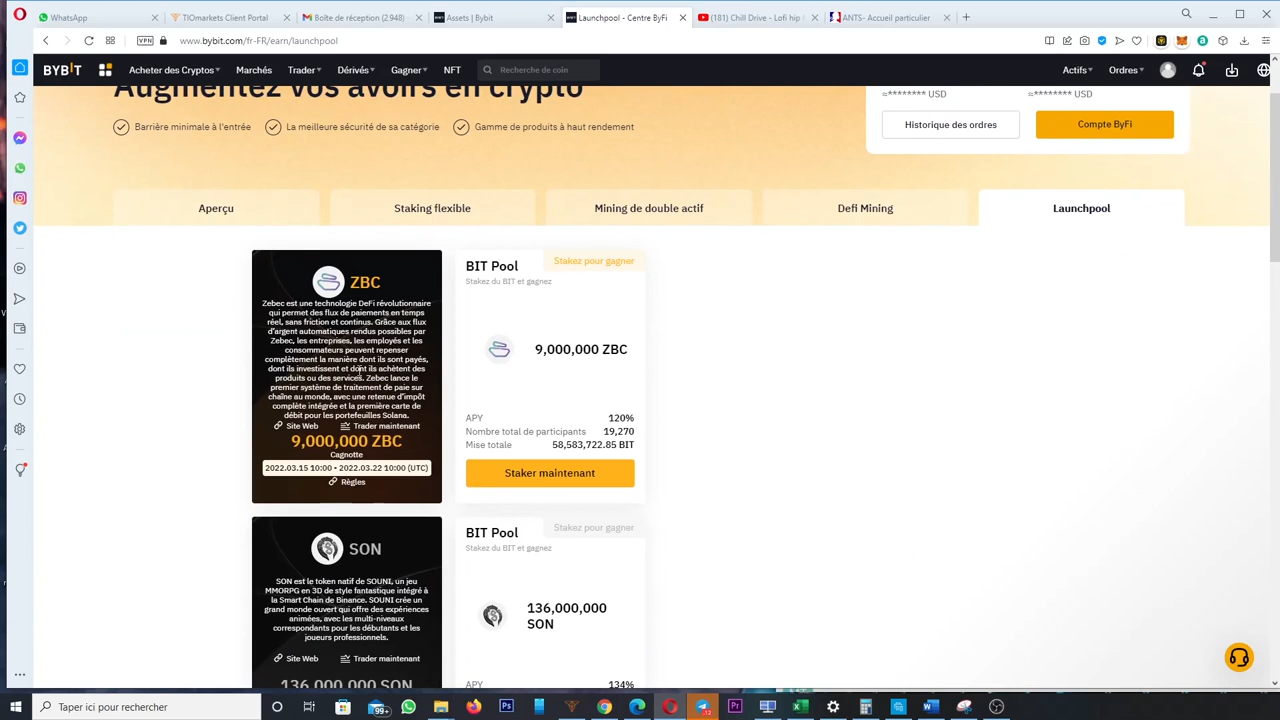 WhatsApp
TIOmarkets Client Portal
Boîte de réception (2 948)
Assets | Bybit
Launchpool - Centre ByFi
(181) Chill Drive - Lofi hip
ANTS- Accueil particulier
VPN
www.bybit.com/fr-FR/earn/launchpool
BYBIT
Acheter des Cryptos
Marchés
Trader
Dérivés
Gagner
NFT
Recherche de coin
Actifs
Ordres
Augmentez vos avoirs en crypto
≈******** USD
≈******** USD
Barrière minimale à l'entrée
La meilleure sécurité de sa catégorie
Gamme de produits à haut rendement
Historique des ordres
Compte ByFi
Aperçu
Staking flexible
Mining de double actif
Defi Mining
Launchpool
ZBC
Zebec est une technologie DeFi révolutionnaire
qui permet des flux de paiements en temps
réel, sans friction et continus. Grâce aux flux
d'argent automatiques rendus possibles par
Zebec, les entreprises, les employés et les
consommateurs peuvent repenser
complètement la manière dont ils sont payés,
dont ils investissent et dont ils achètent des
produits ou des services. Zebec lance le
premier système de traitement de paie sur
chaîne au monde, avec une retenue d'impôt
complète intégrée et la première carte de
débit pour les portefeuilles Solana.
Site Web
Trader maintenant
9,000,000 ZBC
Cagnotte
2022.03.15 10:00 - 2022.03.22 10:00 (UTC)
Règles
BIT Pool
Stakez pour gagner
Stakez du BIT et gagnez
9,000,000 ZBC
APY
120%
Nombre total de participants
19,270
Mise totale
58,583,722.85 BIT
Staker maintenant
SON
SON est le token natif de SOUNI, un jeu
MMORPG en 3D de style fantastique intégré à
la Smart Chain de Binance. SOUNI crée un
grand monde ouvert qui offre des expériences
animées, avec les multi-niveaux
correspondants pour les débutants et les
joueurs professionnels.
Site Web
Trader maintenant
136,000,000 SON
BIT Pool
Stakez pour gagner
Stakez du BIT et gagnez
136,000,000
SON
APY
134%
Taper ici pour rechercher
99+
12